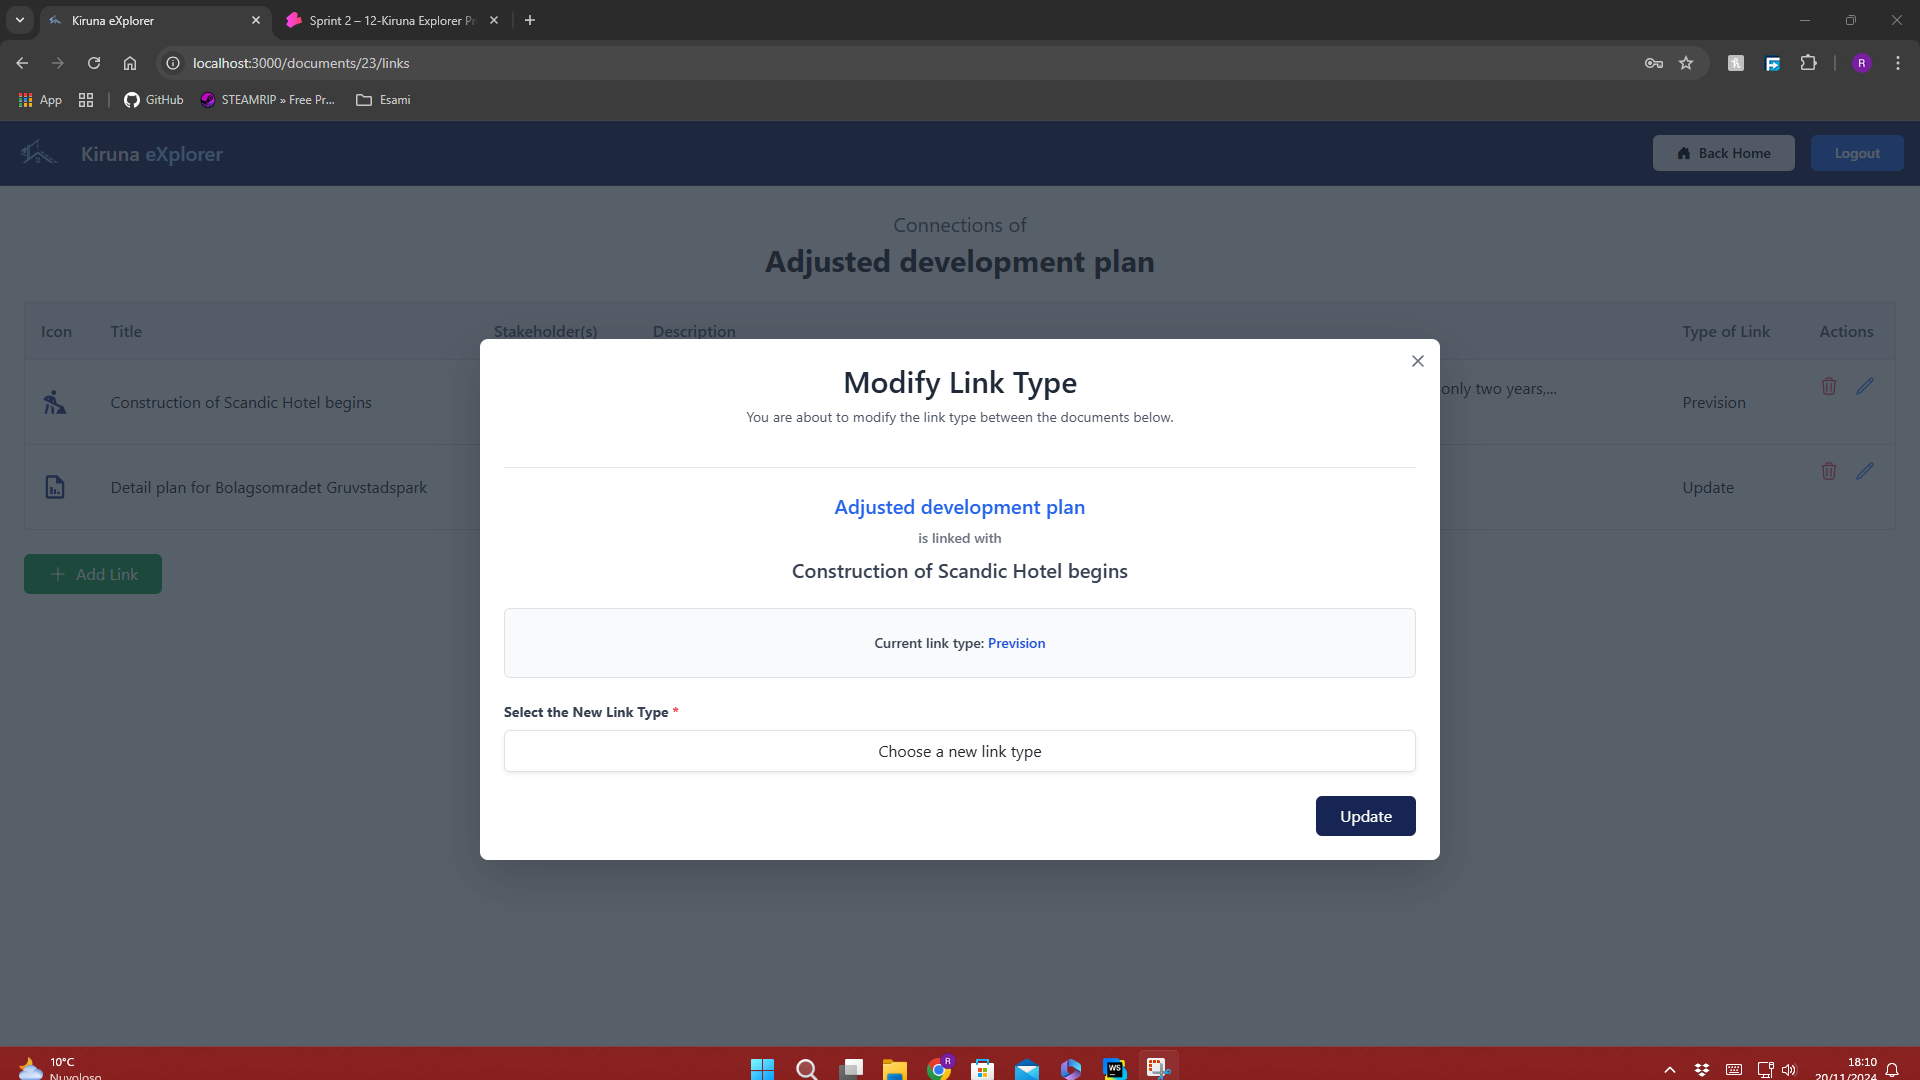 Kiruna eXplorer
Sprint 2 – 12-Kiruna Explorer Pr
localhost:3000/documents/23/links
R
App
GitHub
STEAMRIP » Free Pr...
Esami
Kiruna eXplorer
Back Home
Logout
Connections of
Adjusted development plan
Icon Title Stakeholder(s) Description Type of Link Actions
Construction of Scandic Hotel begins only two years,... Prevision
Detail plan for Bolagsomradet Gruvstadspark Update
Add Link
Modify Link Type
You are about to modify the link type between the documents below.
Adjusted development plan
is linked with
Construction of Scandic Hotel begins
Current link type: Prevision
Select the New Link Type *
Choose a new link type
Update
10°C
Nuvoloso
R
WS
18:10
20/11/2024